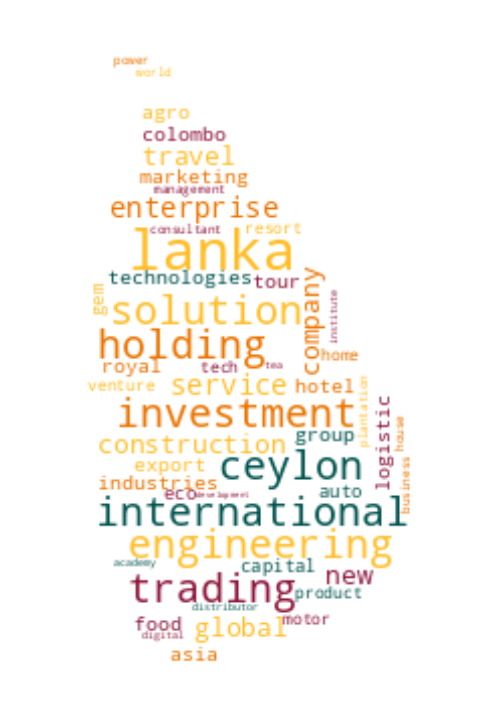 power
world
agro
colombo
travel
marketing
management
enterprise
consultant resort
lanka
technologies tour
gem
solution
company
institute
holding
home
royal tech tea
venture service hotel
plantation
investment
logistic
house
construction group
export ceylon
industries
business
eco development auto
international
engineering
academy capital
trading new
product
distributor
food global motor
digital
asia